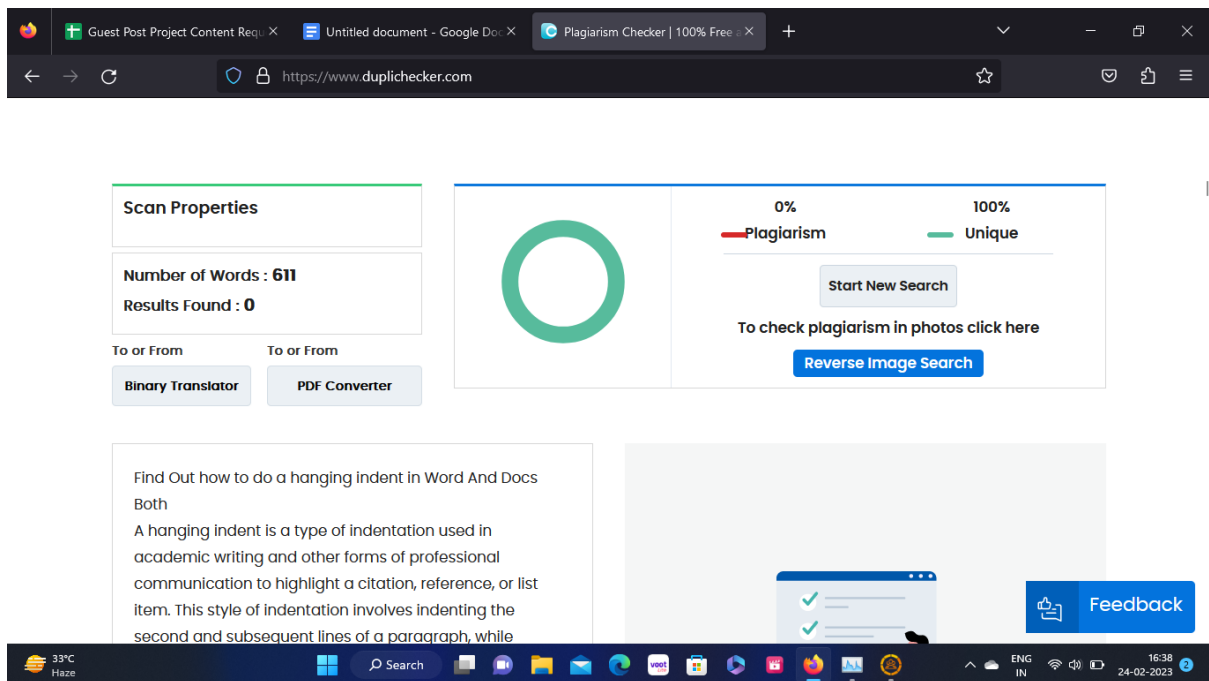 Guest Post Project Content Requ
Untitled document - Google Doc
Plagiarism Checker | 100% Free a
https://www.duplichecker.com
Scan Properties
Number of Words : 611
Results Found : 0
To or From
To or From
Binary Translator
PDF Converter
0%
100%
Plagiarism
Unique
Start New Search
To check plagiarism in photos click here
Reverse Image Search
Find Out how to do a hanging indent in Word And Docs
Both
A hanging indent is a type of indentation used in
academic writing and other forms of professional
communication to highlight a citation, reference, or list
item. This style of indentation involves indenting the
second and subsequent lines of a paragraph, while
Feedback
33°C
Haze
Search
voot
ENG
IN
16:38
24-02-2023
2